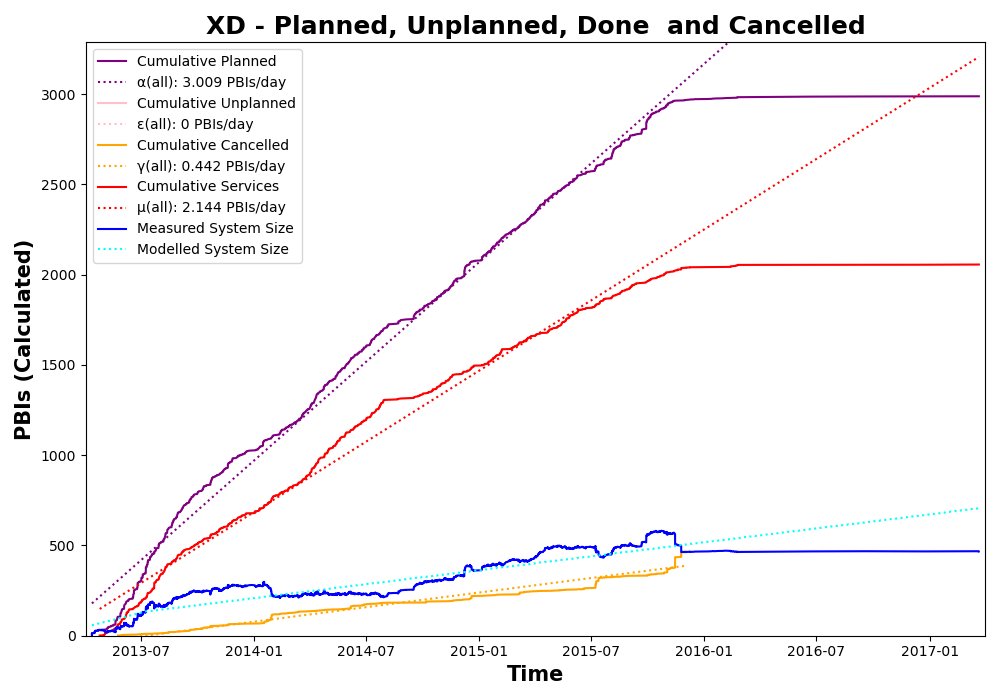 XD - Planned, Unplanned, Done  and Cancelled
Cumulative Planned
α(all): 3.009 PBIs/day
Cumulative Unplanned
ε(all): 0 PBIs/day
Cumulative Cancelled
γ(all): 0.442 PBIs/day
Cumulative Services
μ(all): 2.144 PBIs/day
Measured System Size
Modelled System Size
PBIs (Calculated)
3000
2500
2000
1500
1000
500
0
2013-07 2014-01 2014-07 2015-01 2015-07 2016-01 2016-07 2017-01
Time